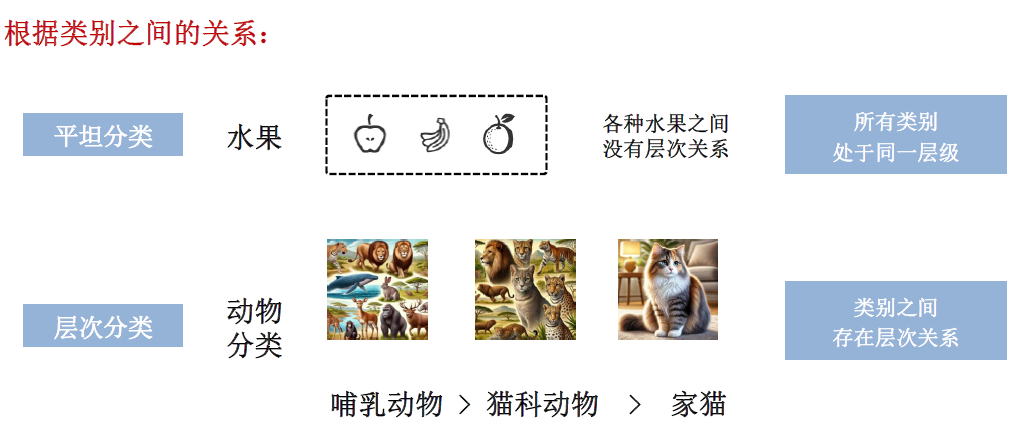 根据类别之间的关系：
平坦分类
水果
各种水果之间
没有层次关系
所有类别
处于同一层级
层次分类
动物
分类
类别之间
存在层次关系
哺乳动物 > 猫科动物 > 家猫